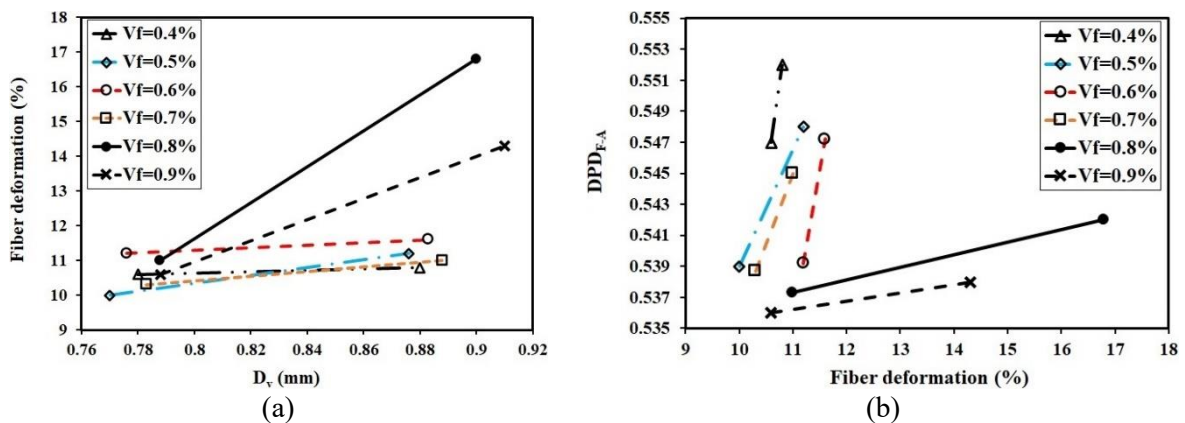 Fiber deformation (%)
18
17
16
15
14
13
12
11
10
9
Vf=0.4%
Vf=0.5%
Vf=0.6%
Vf=0.7%
Vf=0.8%
Vf=0.9%
0.76 0.78 0.8 0.82 0.84 0.86 0.88 0.9 0.92
Dv (mm)
(a)
DPDF-A
0.555
0.553
0.551
0.549
0.547
0.545
0.543
0.541
0.539
0.537
0.535
Vf=0.4%
Vf=0.5%
Vf=0.6%
Vf=0.7%
Vf=0.8%
Vf=0.9%
9 10 11 12 13 14 15 16 17 18
Fiber deformation (%)
(b)